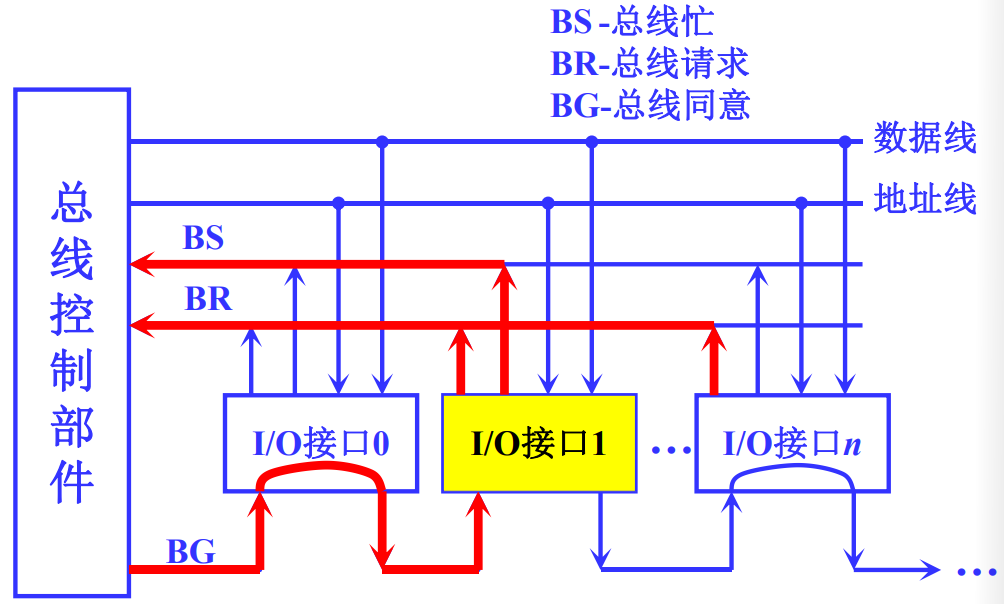 BS-总线忙
BR-总线请求
BG-总线同意
数据线
地址线
总线控制部件
BS
BR
I/O接口0
I/O接口1
…
I/O接口n
BG
…